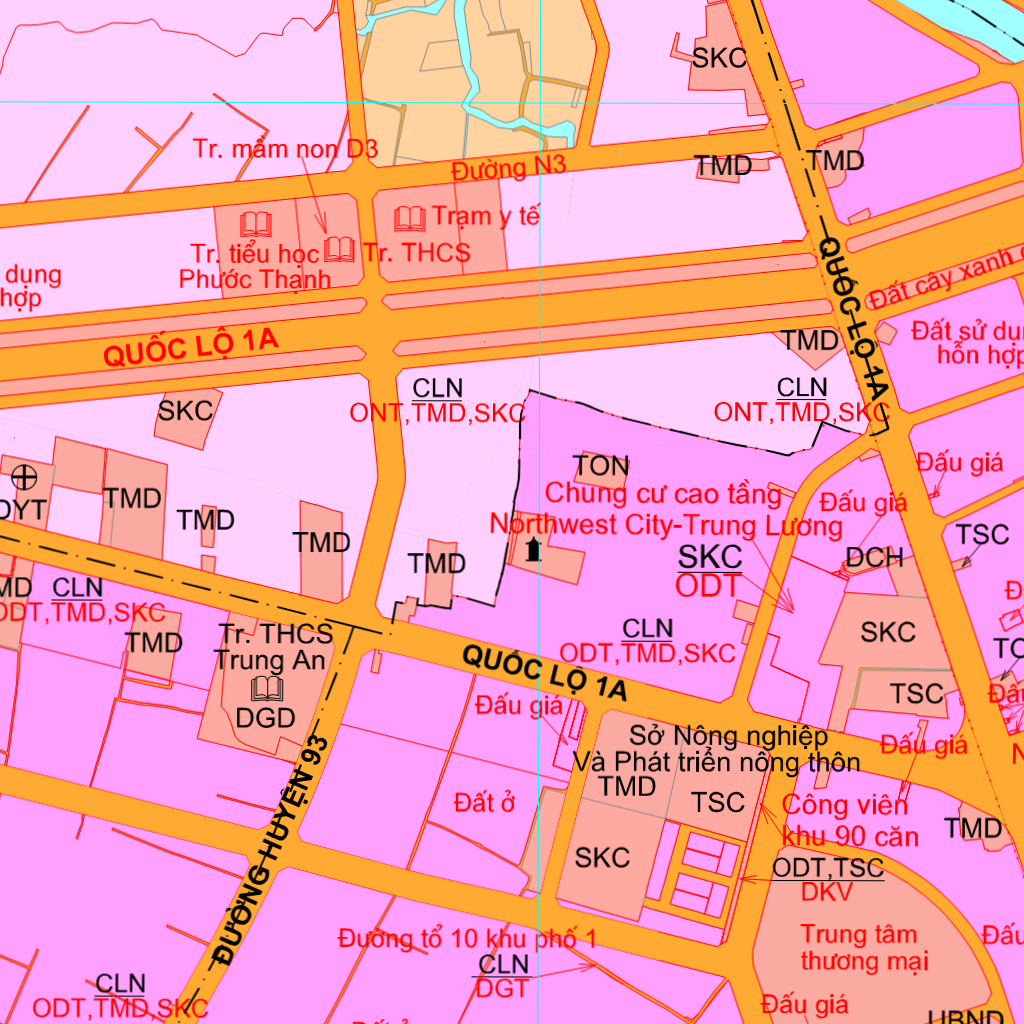 SKC
Tr. mầm non D3
Đường N3
TMD
TMD
Trạm y tế
Tr. tiểu học
Phước Thạnh
Tr. THCS
dụng
hợp
QUỐC LỘ 1A
QUỐC LỘ 1A
Đất cây xanh
Đất sử dụ
hỗn hợp
TMD
CLN
ONT,TMD,SKC
CLN
ONT,TMD,SKC
SKC
TON
Đấu giá
Chung cư cao tầng
Northwest City-Trung Lương
Đấu giá
DYT
TMD
TMD
TMD
TMD
SKC
ODT
DCH
TSC
MD
CLN
ODT,TMD,SKC
TMD
Tr. THCS
Trung An
DGD
CLN
ODT,TMD,SKC
SKC
TSC
QUỐC LỘ 1A
Đấu giá
Đấu giá
Sở Nông nghiệp
Và Phát triển nông thôn
TMD
TSC
Đất ở
Công viên
khu 90 căn
TMD
SKC
ODT,TSC
DKV
ĐƯỜNG HUYỆN 93
Đường tổ 10 khu phố 1
CLN
DGT
Trung tâm
thương mại
Đấu
CLN
ODT,TMD,SKC
Đấu giá
UBND